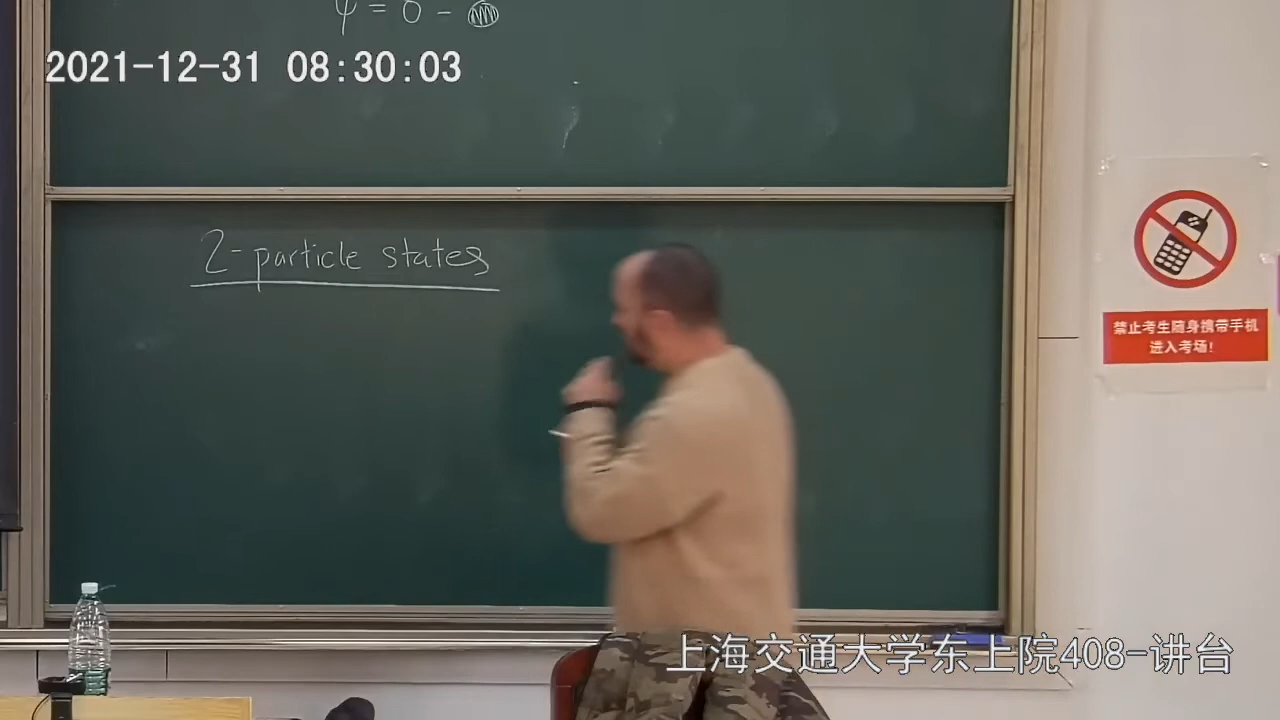 ψ = 0 -
2021-12-31 08:30:03
2-particle states
禁止考生随身携带手机
进入考场!
上海交通大学东上院408-讲台